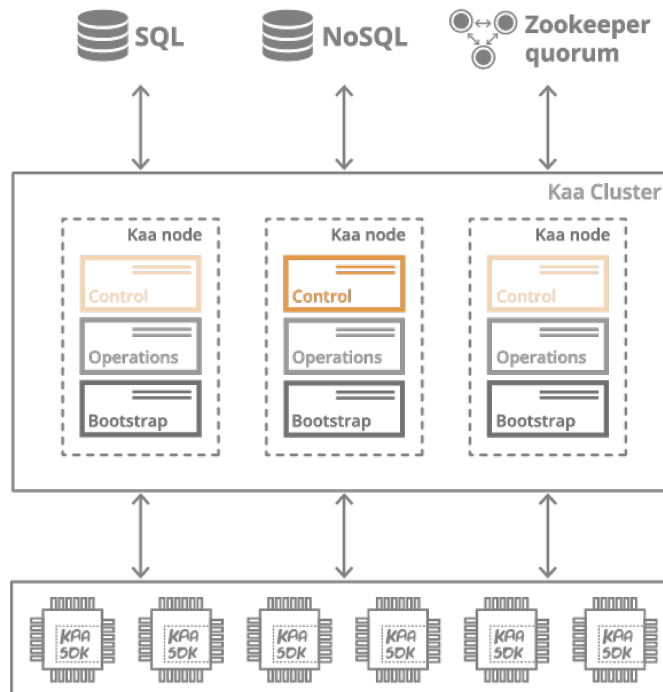 SQL
NoSQL
Zookeeper
quorum
Kaa Cluster
Kaa node
Control
Operations
Bootstrap
Kaa node
Control
Operations
Bootstrap
Kaa node
Control
Operations
Bootstrap
KAA
SDK
KAA
SDK
KAA
SDK
KAA
SDK
KAA
SDK
KAA
SDK